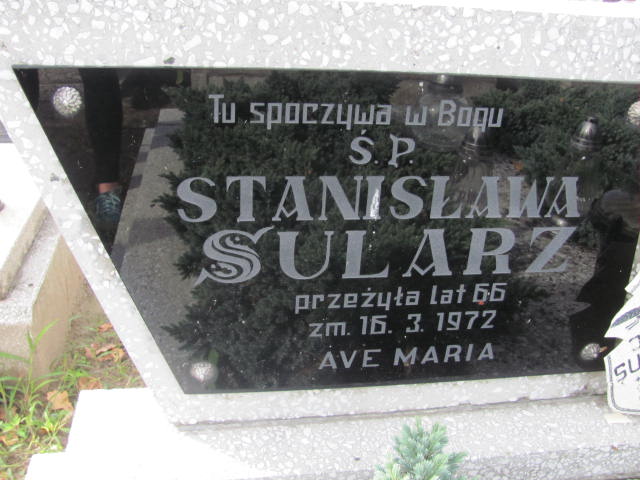 Tu spoczywa w Bogu
Ś.P.
STANISŁAWA
SULARZ
przeżyła lat 66
zm. 16. 3. 1972
AVE MARIA